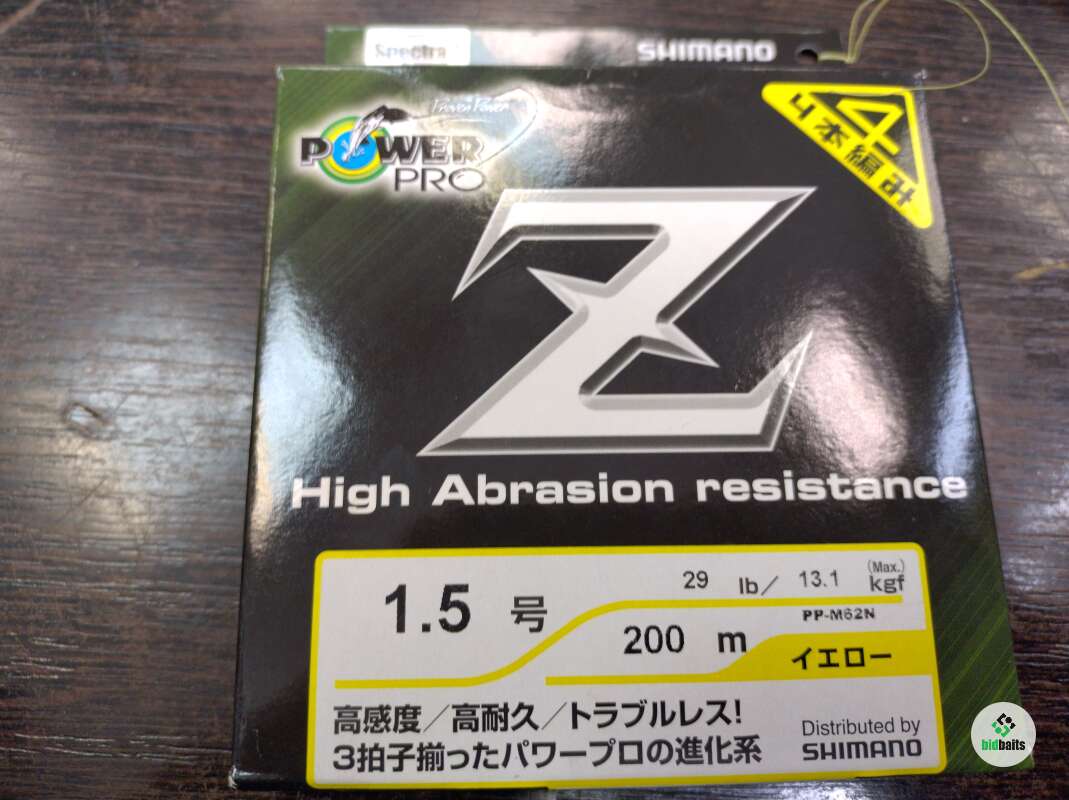 Spectra
SHIMANO
Proven Power
POWER
PRO
4
4本編み
Z
High Abrasion resistance
1.5 号
29 lb/ 13.1 (Max.) kgf
PP-M62N
200 m
イエロー
高感度/高耐久/トラブルレス!
3拍子揃ったパワープロの進化系
Distributed by
SHIMANO
bidbaits